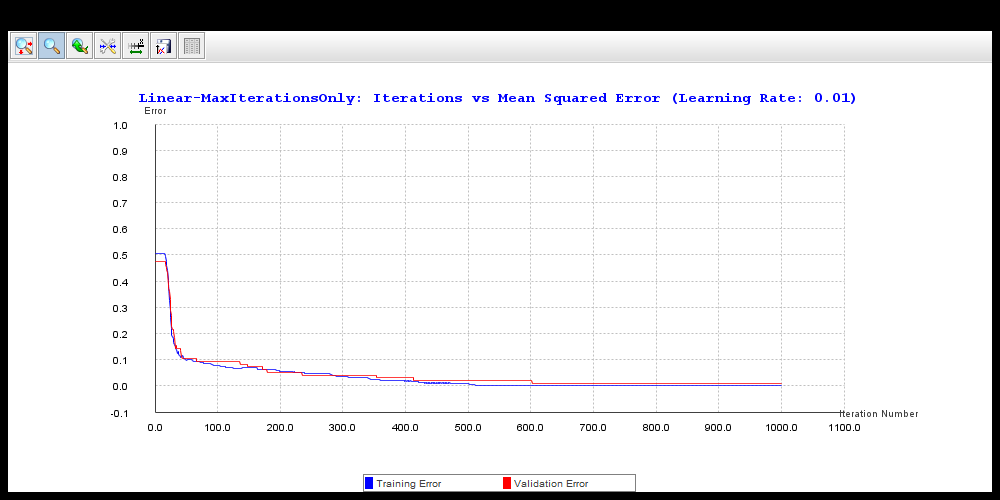 Linear-MaxIterationsOnly: Iterations vs Mean Squared Error (Learning Rate: 0.01)
Error
1.0
0.9
0.8
0.7
0.6
0.5
0.4
0.3
0.2
0.1
0.0
-0.1
Iteration Number
0.0 100.0 200.0 300.0 400.0 500.0 600.0 700.0 800.0 900.0 1000.0 1100.0
Training Error Validation Error